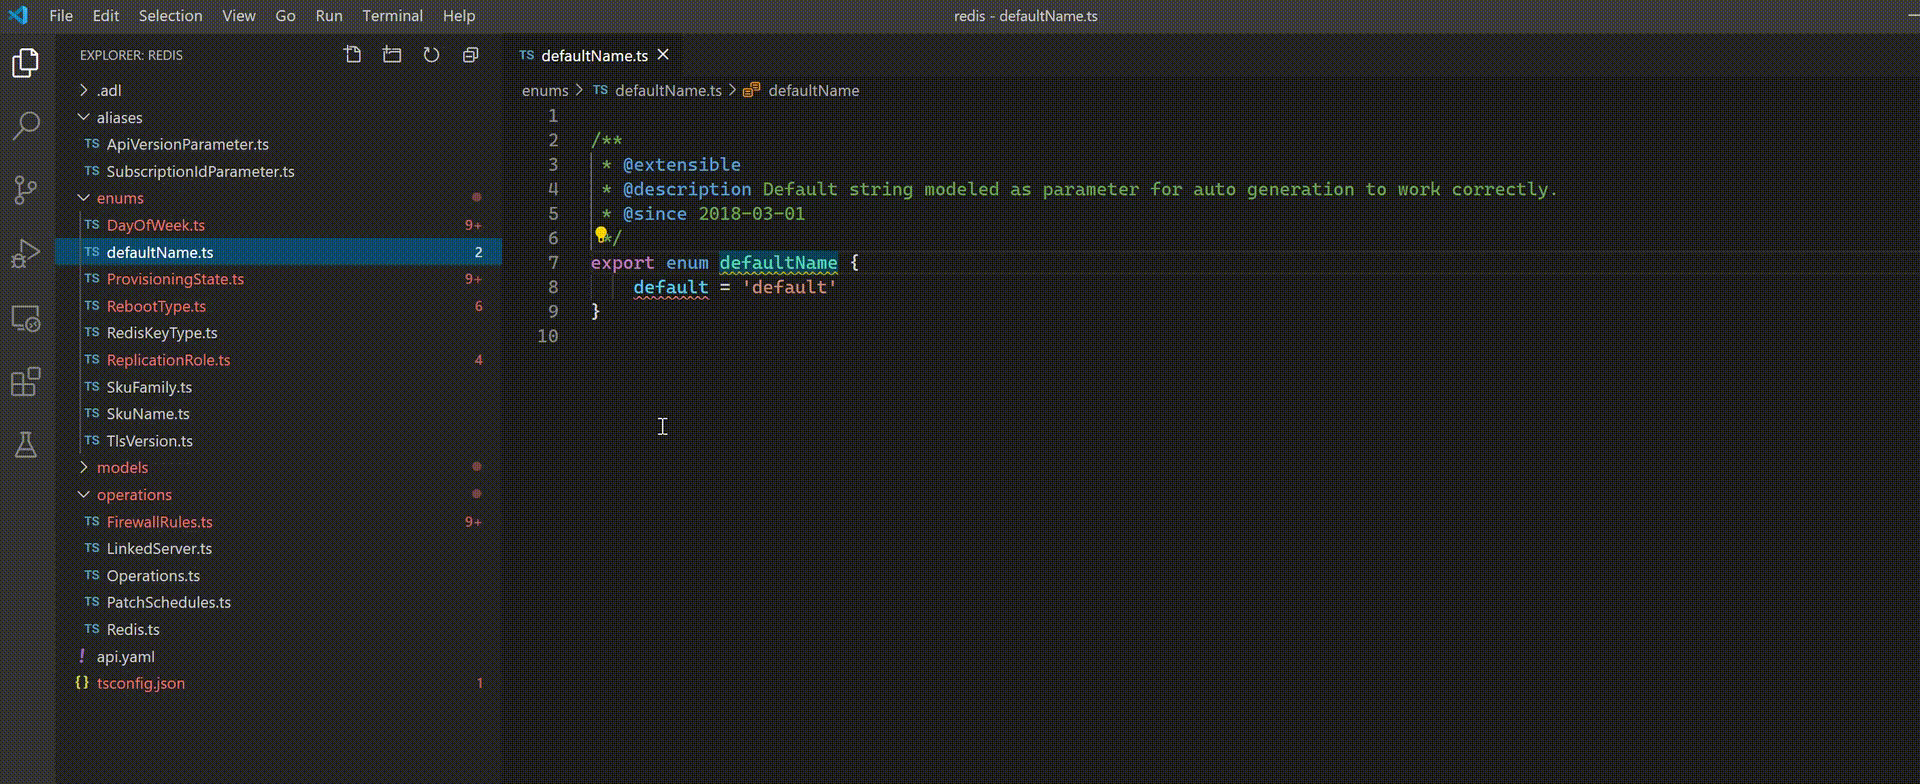 File Edit Selection View Go Run Terminal Help
redis - defaultName.ts
EXPLORER: REDIS
.adl
aliases
TS ApiVersionParameter.ts
TS SubscriptionIdParameter.ts
enums
TS DayOfWeek.ts 9+
TS defaultName.ts 2
TS ProvisioningState.ts 9+
TS RebootType.ts 6
TS RedisKeyType.ts
TS ReplicationRole.ts 4
TS SkuFamily.ts
TS SkuName.ts
TS TlsVersion.ts
models
operations
TS FirewallRules.ts 9+
TS LinkedServer.ts
TS Operations.ts
TS PatchSchedules.ts
TS Redis.ts
! api.yaml
{} tsconfig.json 1
TS defaultName.ts
enums > TS defaultName.ts > defaultName
1
2 /**
3 * @extensible
4 * @description Default string modeled as parameter for auto generation to work correctly.
5 * @since 2018-03-01
6 */
7 export enum defaultName {
8 default = 'default'
9 }
10